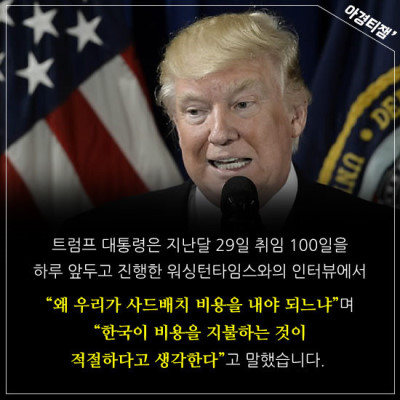 아경티잼'
트럼프 대통령은 지난달 29일 취임 100일을
하루 앞두고 진행한 워싱턴타임스와의 인터뷰에서
“왜 우리가 사드배치 비용을 내야 되느냐”며
“한국이 비용을 지불하는 것이
적절하다고 생각한다”고 말했습니다.